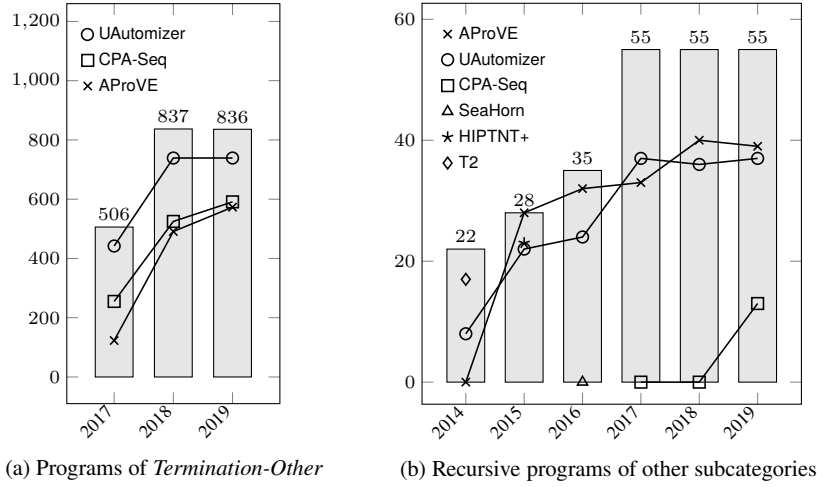 1,200
1,000
800
600
400
200
0
UAutomizer
CPA-Seq
AProVE
506
837
836
2017
2018
2019
(a) Programs of Termination-Other
60
40
20
0
AProVE
UAutomizer
CPA-Seq
SeaHorn
HIPTNT+
T2
22
28
35
55
55
55
2014
2015
2016
2017
2018
2019
(b) Recursive programs of other subcategories